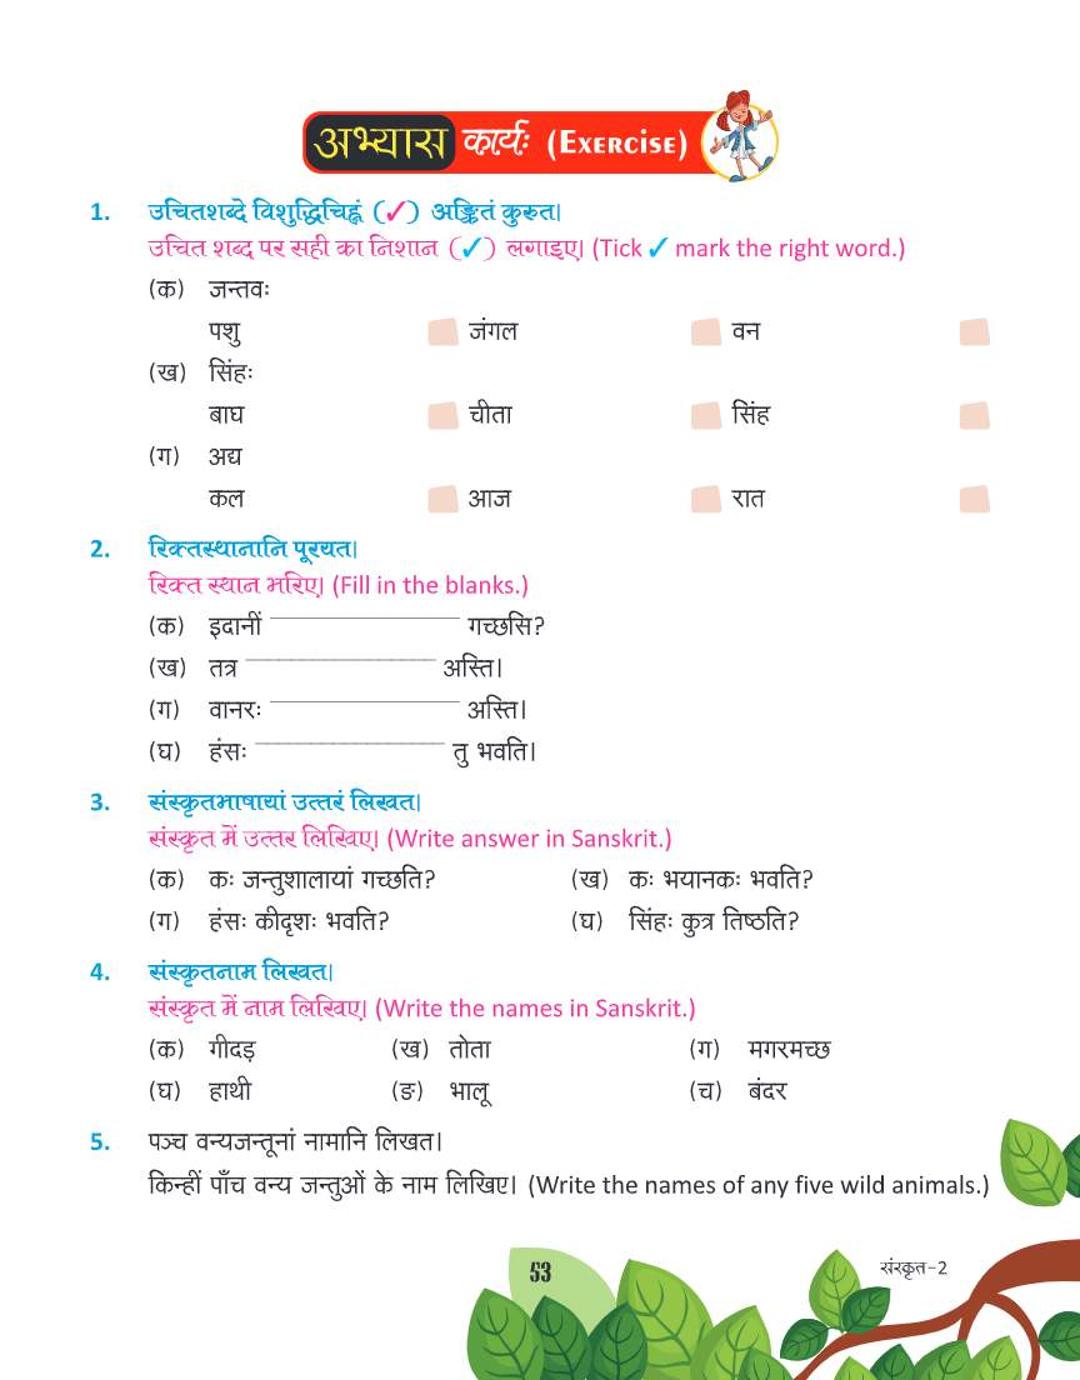 अभ्यास कार्यः (Exercise)
1. उचितशब्दे विशुद्धिचिह्नं (✓) अङ्कितं कुरुत।
उचित शब्द पर सही का निशान (✓) लगाइए। (Tick ✓ mark the right word.)
(क) जन्तवः
पशु जंगल वन
(ख) सिंहः
बाघ चीता सिंह
(ग) अद्य
कल आज रात
2. रिक्तस्थानानि पूरयत।
रिक्त स्थान भरिए। (Fill in the blanks.)
(क) इदानीं ____________ गच्छसि?
(ख) तत्र ____________ अस्ति।
(ग) वानरः ____________ अस्ति।
(घ) हंसः ____________ तु भवति।
3. संस्कृतभाषायां उत्तरं लिखत।
संस्कृत में उत्तर लिखिए। (Write answer in Sanskrit.)
(क) कः जन्तुशालायां गच्छति? (ख) कः भयानकः भवति?
(ग) हंसः कीदृशः भवति? (घ) सिंहः कुत्र तिष्ठति?
4. संस्कृतनाम लिखत।
संस्कृत में नाम लिखिए। (Write the names in Sanskrit.)
(क) गीदड़ (ख) तोता (ग) मगरमच्छ
(घ) हाथी (ङ) भालू (च) बंदर
5. पञ्च वन्यजन्तूनां नामानि लिखत।
किन्हीं पाँच वन्य जन्तुओं के नाम लिखिए। (Write the names of any five wild animals.)
53
संस्कृत-2